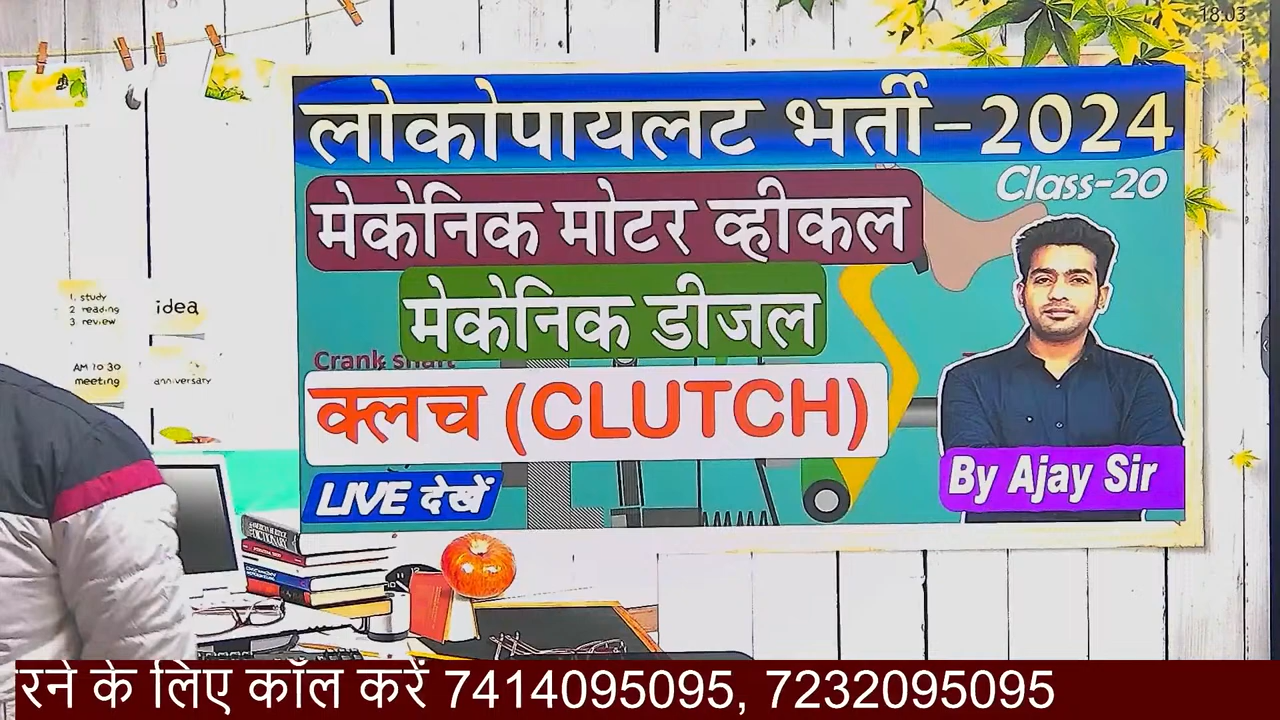 18:03
लोकोपायलट भर्ती-2024
Class-20
मेकेनिक मोटर व्हीकल
मेकेनिक डीजल
Crank shaft
क्लच (CLUTCH)
LIVE देखें
By Ajay Sir
1. study
2 reading
3 review
idea
AM 10 30
meeting
anniversary
रने के लिए कॉल करें 7414095095, 7232095095